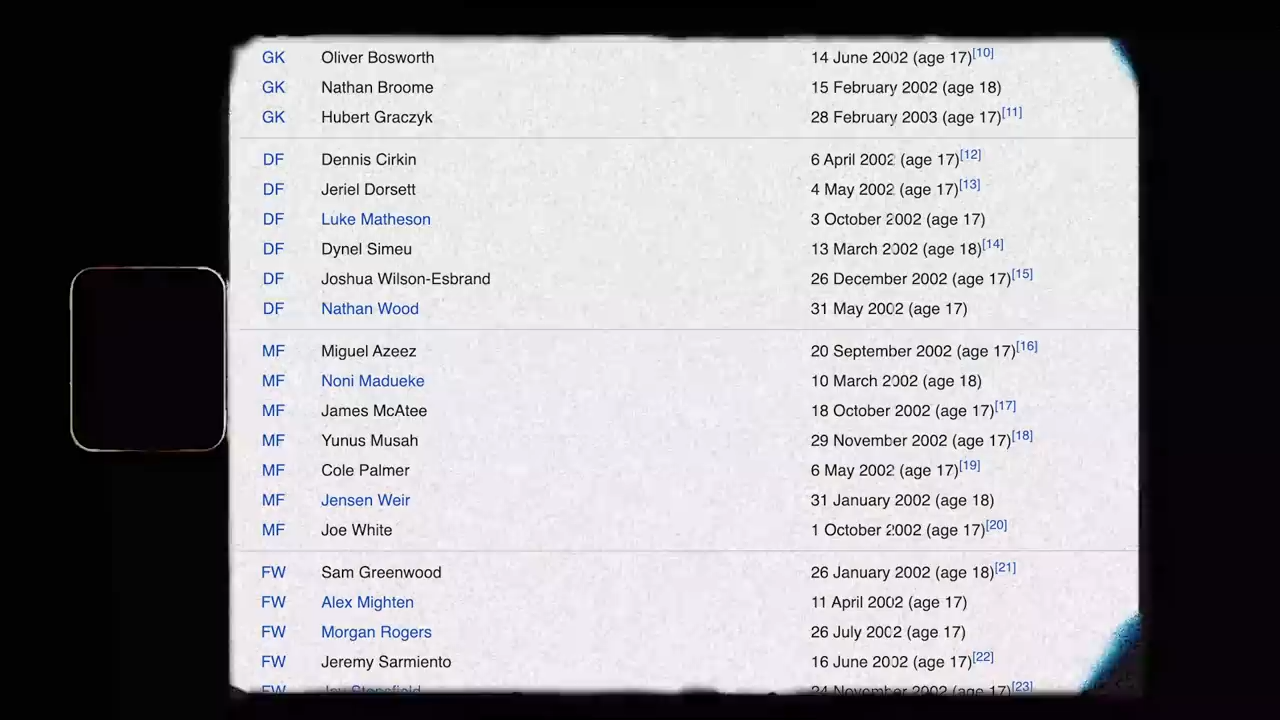 GK Oliver Bosworth 14 June 2002 (age 17)[10]
GK Nathan Broome 15 February 2002 (age 18)
GK Hubert Graczyk 28 February 2003 (age 17)[11]
DF Dennis Cirkin 6 April 2002 (age 17)[12]
DF Jeriel Dorsett 4 May 2002 (age 17)[13]
DF Luke Matheson 3 October 2002 (age 17)
DF Dynel Simeu 13 March 2002 (age 18)[14]
DF Joshua Wilson-Esbrand 26 December 2002 (age 17)[15]
DF Nathan Wood 31 May 2002 (age 17)
MF Miguel Azeez 20 September 2002 (age 17)[16]
MF Noni Madueke 10 March 2002 (age 18)
MF James McAtee 18 October 2002 (age 17)[17]
MF Yunus Musah 29 November 2002 (age 17)[18]
MF Cole Palmer 6 May 2002 (age 17)[19]
MF Jensen Weir 31 January 2002 (age 18)
MF Joe White 1 October 2002 (age 17)[20]
FW Sam Greenwood 26 January 2002 (age 18)[21]
FW Alex Mighten 11 April 2002 (age 17)
FW Morgan Rogers 26 July 2002 (age 17)
FW Jeremy Sarmiento 16 June 2002 (age 17)[22]
FW 24 November 2002 (age 17)[23]